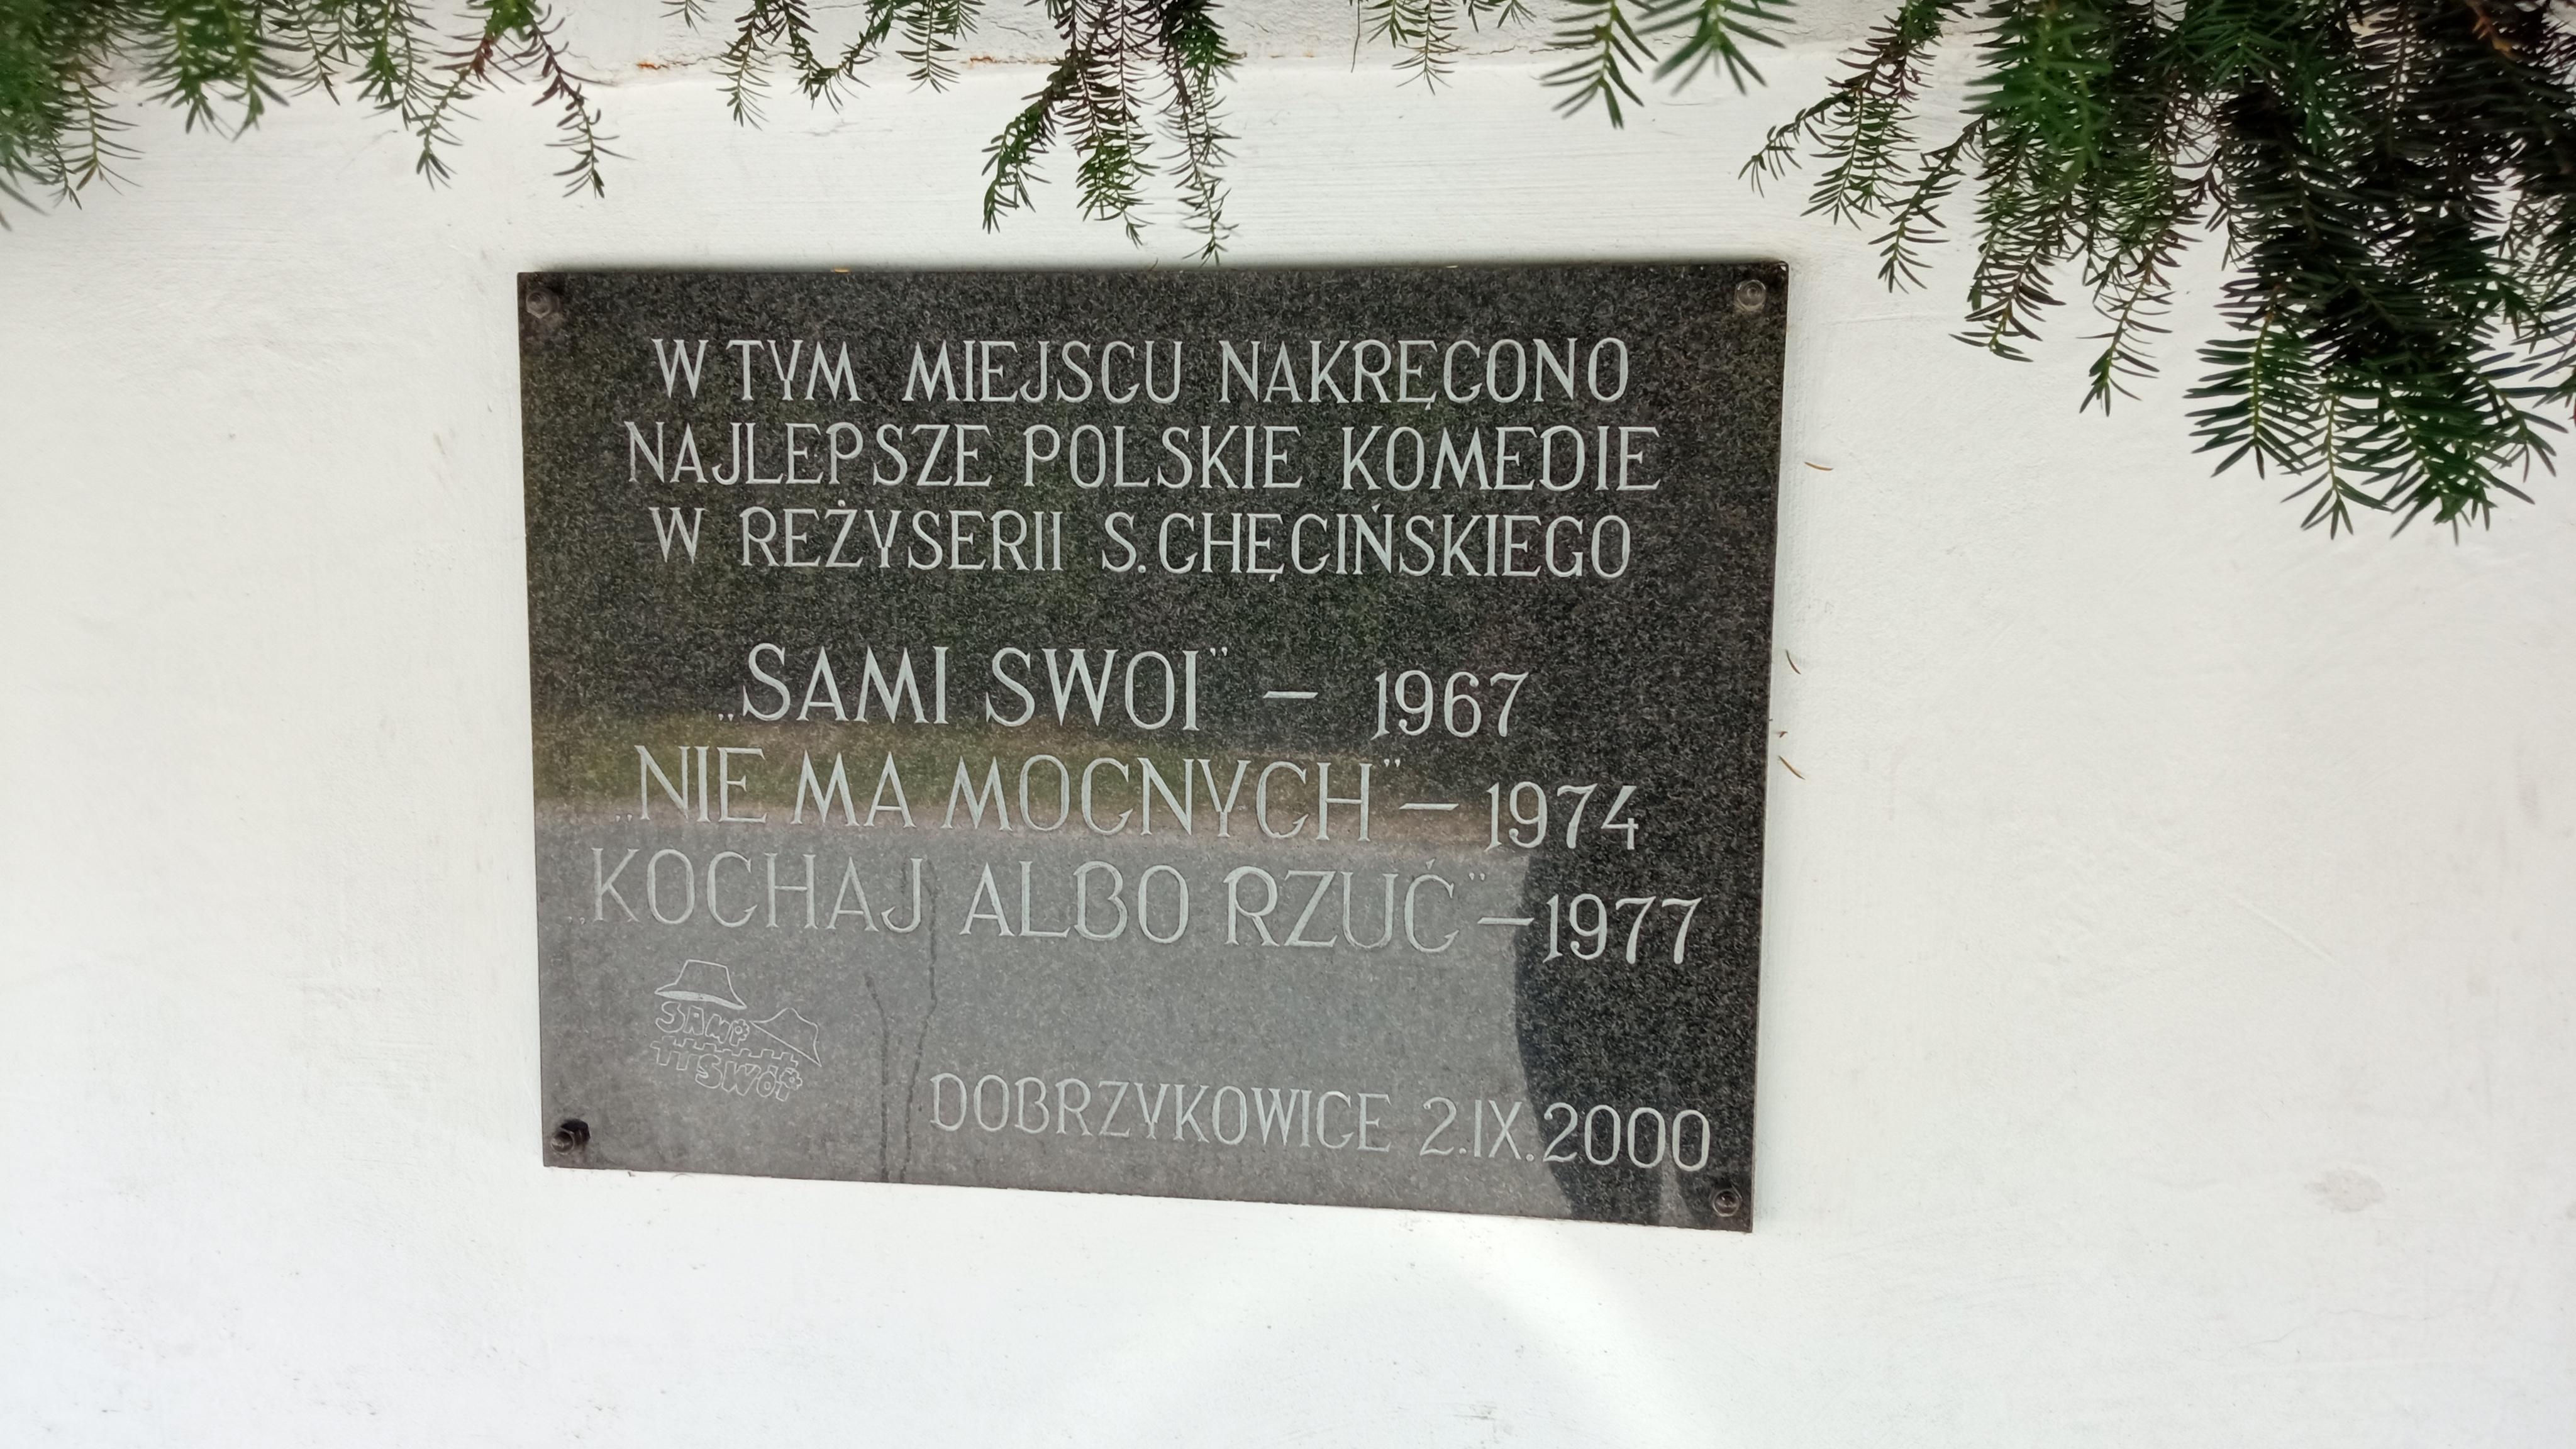 W TYM MIEJSCU NAKRĘCONO
NAJLEPSZE POLSKIE KOMEDIE
W REŻYSERII S.CHĘCIŃSKIEGO
„SAMI SWOI” – 1967
„NIE MA MOCNYCH” – 1974
„KOCHAJ ALBO RZUĆ” – 1977
SAMI
SWOI
DOBRZYKOWICE 2.IX.2000